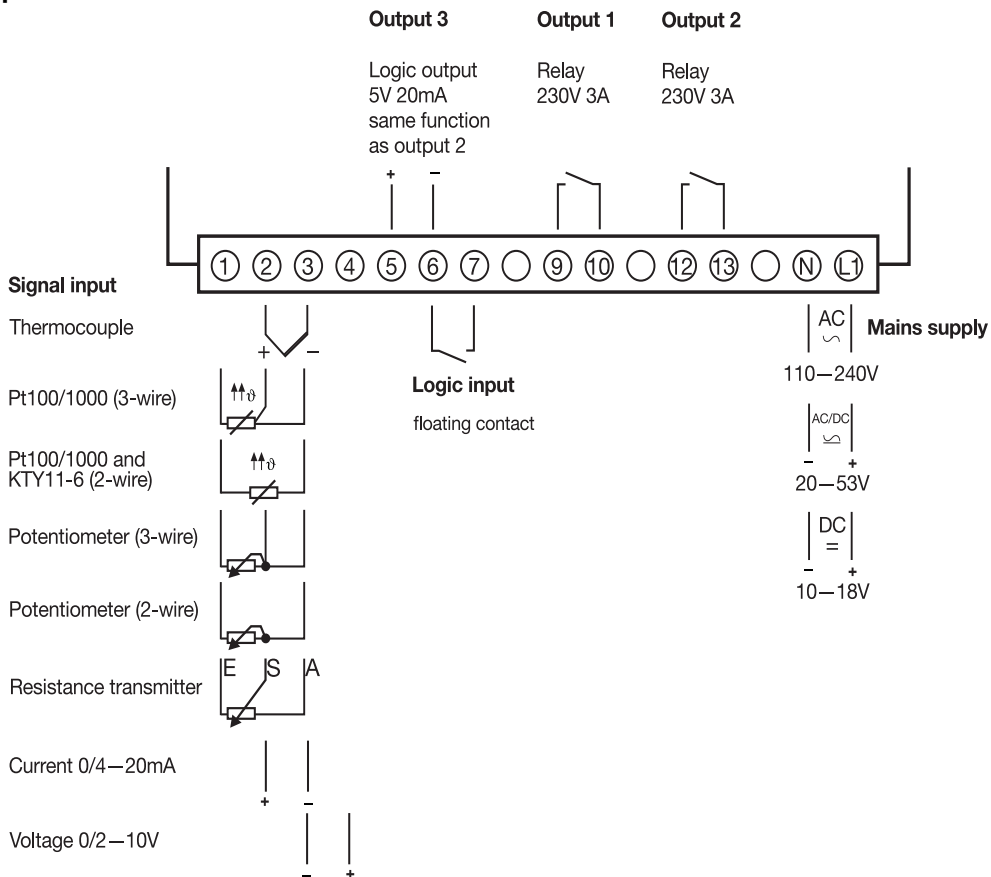 Output 3
Output 1
Output 2
Logic output
5V 20mA
same function
as output 2
Relay
230V 3A
Relay
230V 3A
+ −
1 2 3 4 5 6 7 9 10 12 13 N L1
Signal input
Thermocouple
+ −
Pt100/1000 (3-wire)
ϑ
Pt100/1000 and
KTY11-6 (2-wire)
ϑ
Potentiometer (3-wire)
Potentiometer (2-wire)
Resistance transmitter
E S A
Current 0/4—20mA
+ −
Voltage 0/2—10V
− +
Logic input
floating contact
AC
Mains supply
110—240V
AC/DC
− +
20—53V
DC
=
− +
10—18V